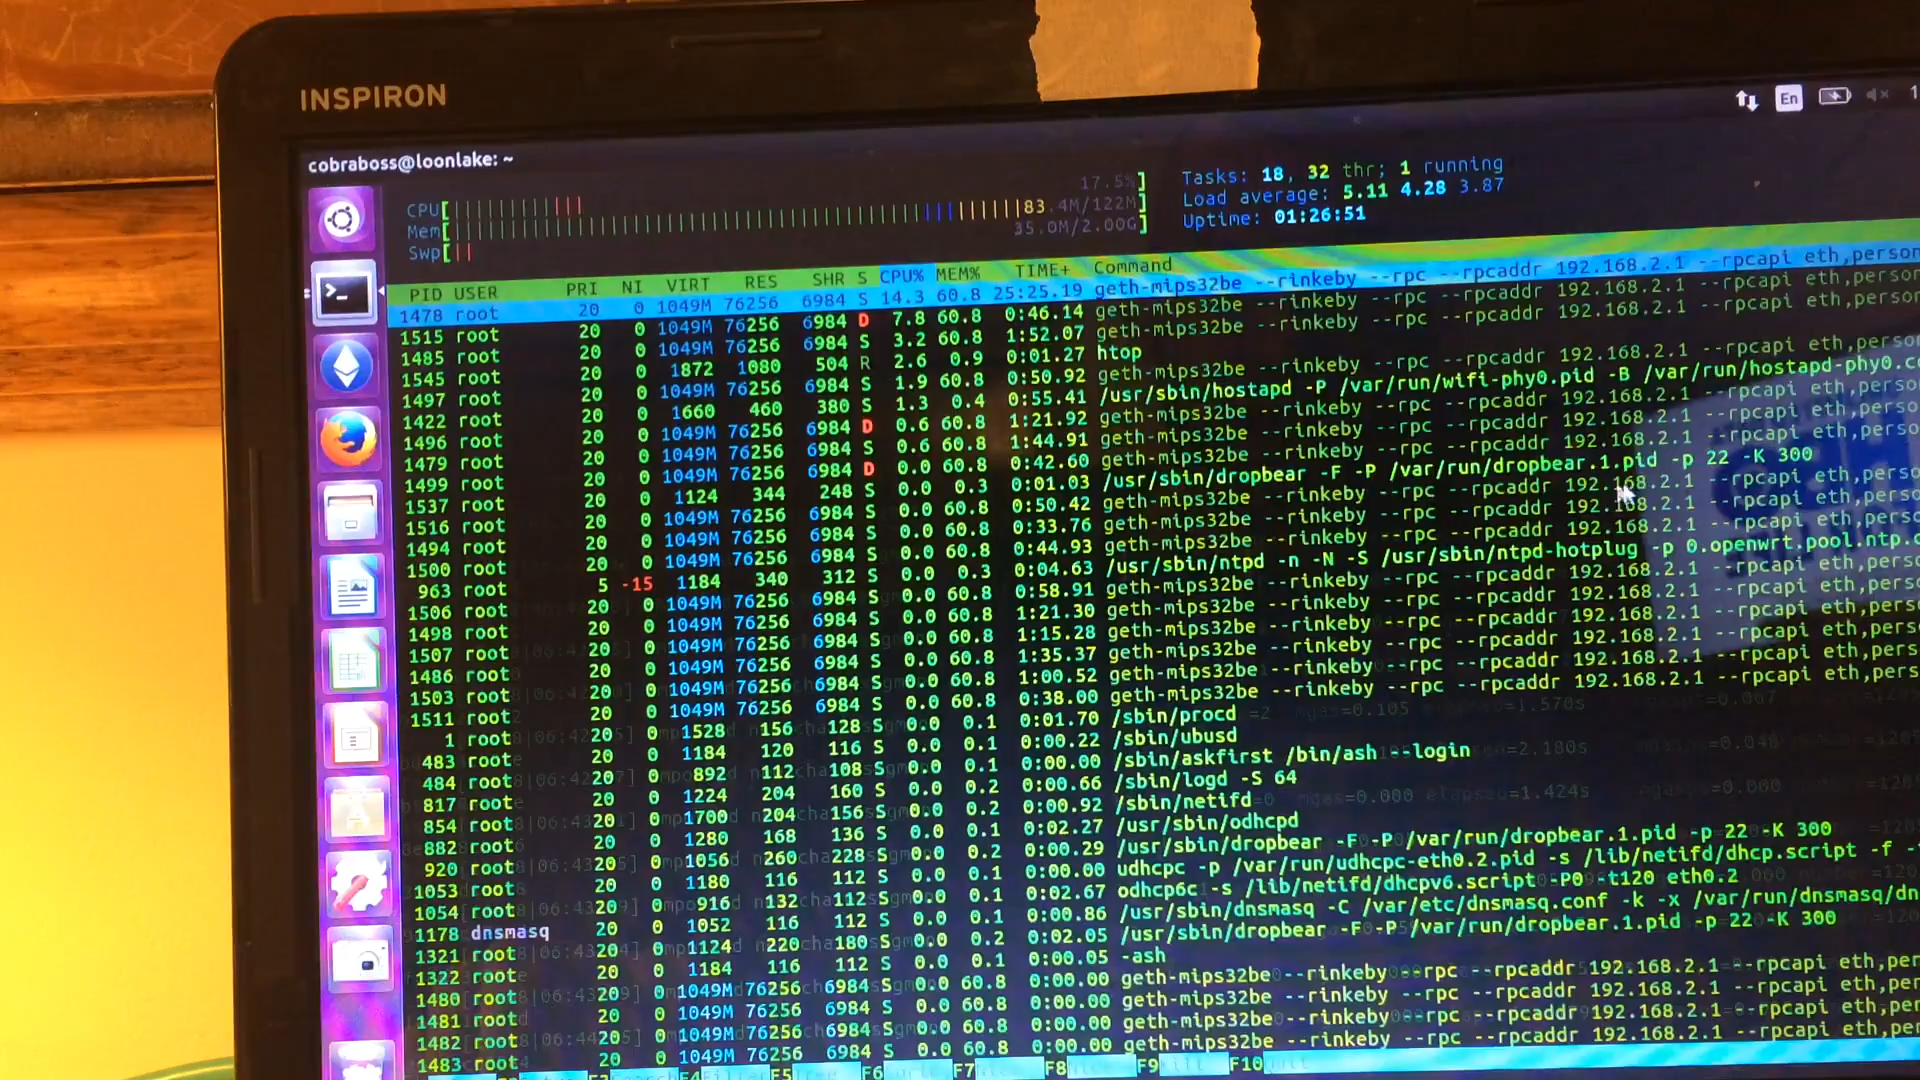 INSPIRON
En
cobraboss@loonlake: ~
CPU[ 17.5%]
Mem[ 83.4M/122M]
Swp[ 35.0M/2.00G]
Tasks: 18, 32 thr; 1 running
Load average: 5.11 4.28 3.87
Uptime: 01:26:51
PID USER PRI NI VIRT RES SHR S CPU% MEM% TIME+ Command
1478 root 20 0 1049M 76256 6984 S 14.3 60.8 25:25.19 geth-mips32be --rinkeby --rpc --rpcaddr 192.168.2.1 --rpcapi eth,person
1515 root 20 0 1049M 76256 6984 D 7.8 60.8 0:46.14 geth-mips32be --rinkeby --rpc --rpcaddr 192.168.2.1 --rpcapi eth,person
1485 root 20 0 1049M 76256 6984 S 3.2 60.8 1:52.07 geth-mips32be --rinkeby --rpc --rpcaddr 192.168.2.1 --rpcapi eth,person
1545 root 20 0 1872 1080 504 R 2.6 0.9 0:01.27 htop
1497 root 20 0 1049M 76256 6984 S 1.9 60.8 0:50.92 geth-mips32be --rinkeby --rpc --rpcaddr 192.168.2.1 --rpcapi eth,perso
1422 root 20 0 1660 460 380 S 1.3 0.4 0:55.41 /usr/sbin/hostapd -P /var/run/wifi-phy0.pid -B /var/run/hostapd-phy0.co
1496 root 20 0 1049M 76256 6984 D 0.6 60.8 1:21.92 geth-mips32be --rinkeby --rpc --rpcaddr 192.168.2.1 --rpcapi eth,perso
1479 root 20 0 1049M 76256 6984 S 0.6 60.8 1:44.91 geth-mips32be --rinkeby --rpc --rpcaddr 192.168.2.1 --rpcapi eth,perso
1499 root 20 0 1049M 76256 6984 D 0.0 60.8 0:42.60 geth-mips32be --rinkeby --rpc --rpcaddr 192.168.2.1 --rpcapi eth,perso
1537 root 20 0 1124 344 248 S 0.0 0.3 0:01.03 /usr/sbin/dropbear -F -P /var/run/dropbear.1.pid -p 22 -K 300
1516 root 20 0 1049M 76256 6984 S 0.0 60.8 0:50.42 geth-mips32be --rinkeby --rpc --rpcaddr 192.168.2.1 --rpcapi eth,perso
1494 root 20 0 1049M 76256 6984 S 0.0 60.8 0:33.76 geth-mips32be --rinkeby --rpc --rpcaddr 192.168.2.1 --rpcapi eth,perso
1500 root 20 0 1049M 76256 6984 S 0.0 60.8 0:44.93 geth-mips32be --rinkeby --rpc --rpcaddr 192.168.2.1 --rpcapi eth,perso
963 root 5 -15 1184 340 312 S 0.0 0.3 0:04.63 /usr/sbin/ntpd -n -N -S /usr/sbin/ntpd-hotplug -p 0.openwrt.pool.ntp.o
1506 root 20 0 1049M 76256 6984 S 0.0 60.8 0:58.91 geth-mips32be --rinkeby --rpc --rpcaddr 192.168.2.1 --rpcapi eth,perso
1498 root 20 0 1049M 76256 6984 S 0.0 60.8 1:21.30 geth-mips32be --rinkeby --rpc --rpcaddr 192.168.2.1 --rpcapi eth,perso
1507 root 20 0 1049M 76256 6984 S 0.0 60.8 1:15.28 geth-mips32be --rinkeby --rpc --rpcaddr 192.168.2.1 --rpcapi eth,perso
1486 root 20 0 1049M 76256 6984 S 0.0 60.8 1:35.37 geth-mips32be --rinkeby --rpc --rpcaddr 192.168.2.1 --rpcapi eth,perso
1503 root 20 0 1049M 76256 6984 S 0.0 60.8 1:00.52 geth-mips32be --rinkeby --rpc --rpcaddr 192.168.2.1 --rpcapi eth,perso
1511 root 20 0 1049M 76256 6984 S 0.0 60.8 0:38.00 geth-mips32be --rinkeby --rpc --rpcaddr 192.168.2.1 --rpcapi eth,perso
1 root 20 0 1528 156 128 S 0.0 0.1 0:01.70 /sbin/procd
483 root 20 0 1184 120 116 S 0.0 0.1 0:00.22 /sbin/ubusd
484 root 20 0 892 112 108 S 0.0 0.1 0:00.00 /sbin/askfirst /bin/ash --login
817 root 20 0 1224 204 160 S 0.0 0.2 0:00.66 /sbin/logd -S 64
854 root 20 0 1700 204 156 S 0.0 0.2 0:00.92 /sbin/netifd
882 root 20 0 1280 168 136 S 0.0 0.1 0:02.27 /usr/sbin/odhcpd
920 root 20 0 1056 260 228 S 0.0 0.2 0:00.29 /usr/sbin/dropbear -F -P /var/run/dropbear.1.pid -p 22 -K 300
1053 root 20 0 1180 116 112 S 0.0 0.1 0:00.00 udhcpc -p /var/run/udhcpc-eth0.2.pid -s /lib/netifd/dhcp.script -f -
1054 root 20 0 916 132 112 S 0.0 0.1 0:02.67 odhcp6c -s /lib/netifd/dhcpv6.script -P0 -t120 eth0.2
1178 dnsmasq 20 0 1052 116 112 S 0.0 0.1 0:00.86 /usr/sbin/dnsmasq -C /var/etc/dnsmasq.conf -k -x /var/run/dnsmasq/dn
1321 root 20 0 1124 220 180 S 0.0 0.2 0:02.05 /usr/sbin/dropbear -F -P /var/run/dropbear.1.pid -p 22 -K 300
1322 root 20 0 1184 116 112 S 0.0 0.1 0:00.05 -ash
1480 root 20 0 1049M 76256 6984 S 0.0 60.8 0:00.00 geth-mips32be --rinkeby --rpc --rpcaddr 192.168.2.1 --rpcapi eth,per
1481 root 20 0 1049M 76256 6984 S 0.0 60.8 0:00.00 geth-mips32be --rinkeby --rpc --rpcaddr 192.168.2.1 --rpcapi eth,per
1482 root 20 0 1049M 76256 6984 S 0.0 60.8 0:00.00 geth-mips32be --rinkeby --rpc --rpcaddr 192.168.2.1 --rpcapi eth,per
1483 root 20 0 1049M 76256 6984 S 0.0 60.8 0:00.00 geth-mips32be --rinkeby --rpc --rpcaddr 192.168.2.1 --rpcapi eth,per
F4 F5 F6 F7 F8 F9 F10